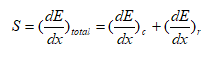 S = (dE/dx)_total = (dE/dx)_c + (dE/dx)_r